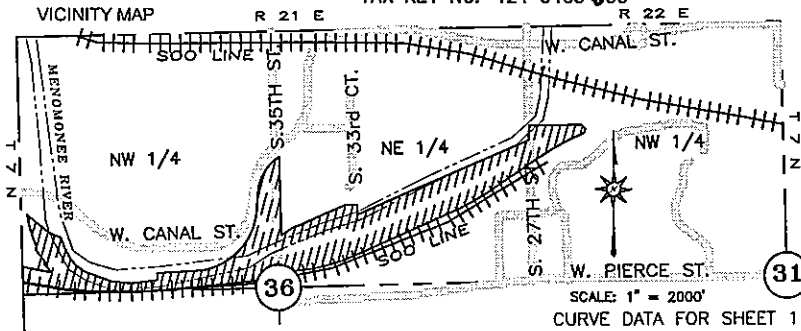 VICINITY MAP
R 21 E
R 22 E
W. CANAL ST.
SOO LINE
S. 35TH ST.
S. 33rd CT.
MENOMONEE RIVER
T 7 N
T 7 N
NW 1/4
NE 1/4
NW 1/4
W. CANAL ST.
SOO LINE
S. 27TH ST.
W. PIERCE ST.
36
31
SCALE: 1" = 2000'
CURVE DATA FOR SHEET 1